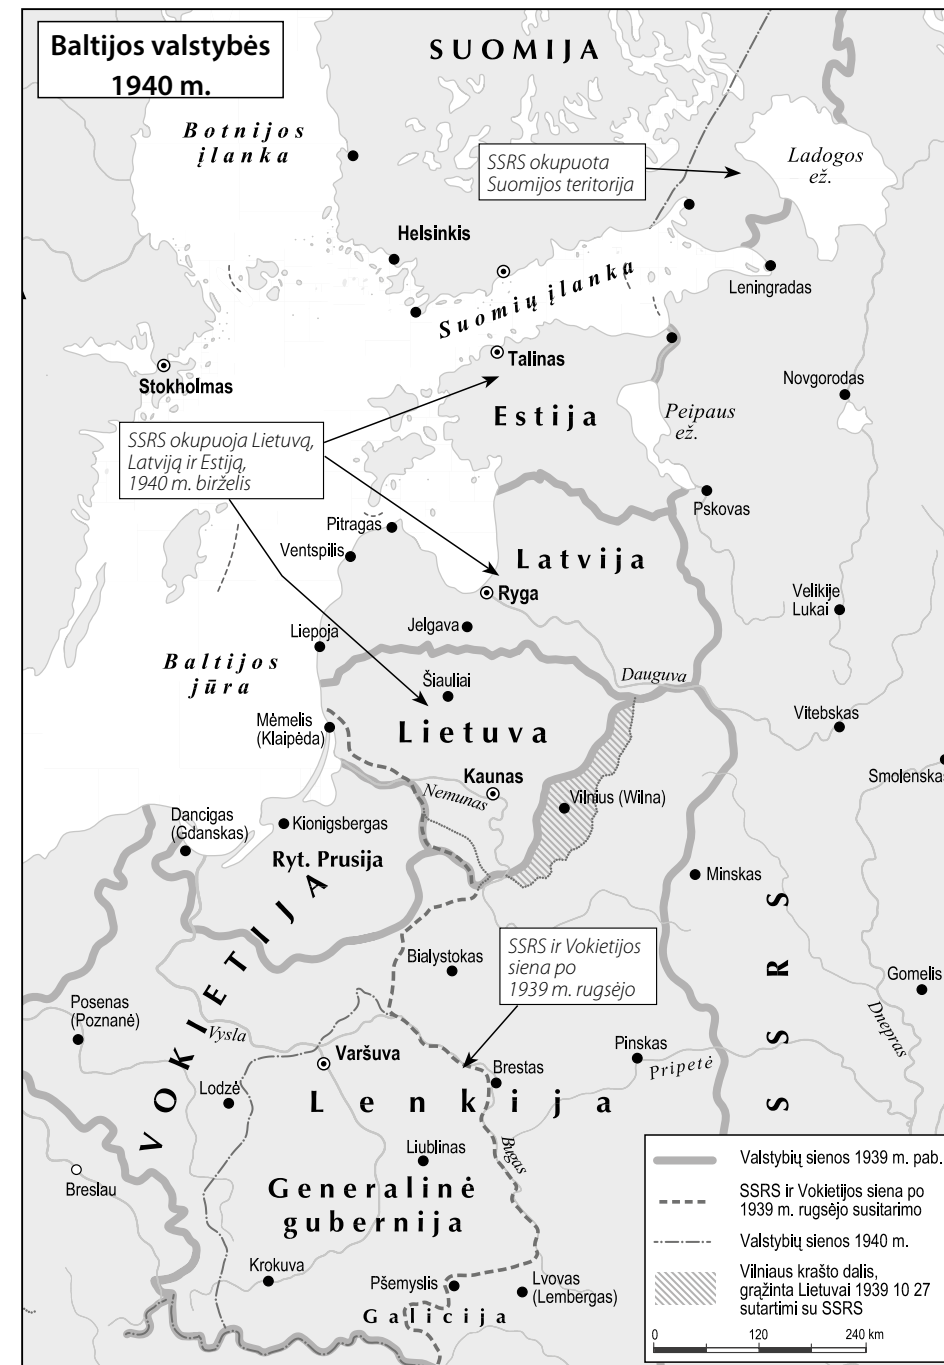 Baltijos valstybės
1940 m.
SUOMIJA
Botnijos
įlanka
SSRS okupuota
Suomijos teritorija
Ladogos
ež.
Helsinkis
Suomių įlanka
Leningradas
Talinas
Stokholmas
Novgorodas
Estija
Peipaus
ež.
SSRS okupuoja Lietuvą,
Latviją ir Estiją,
1940 m. birželis
Pskovas
Pitragas
Ventspilis
Latvija
Ryga
Velikije
Lukai
Jelgava
Liepoja
Baltijos
jūra
Dauguva
Šiauliai
Mėmelis
(Klaipėda)
Lietuva
Vitebskas
Kaunas
Smolenskas
Nemunas
Vilnius (Wilna)
Dancigas
(Gdanskas)
Kionigsbergas
Ryt. Prusija
Minskas
VOKIETIJA
SSRS
SSRS ir Vokietijos
siena po
1939 m. rugsėjo
Bialystokas
Gomelis
Posenas
(Poznanė)
Vysla
Dnepras
Varšuva
Pinskas
Pripetė
Brestas
Lodzė
Lenkija
Bugas
Liublinas
Breslau
Generalinė
gubernija
Krokuva
Pšemyslis
Lvovas
(Lembergas)
Galicija
Valstybių sienos 1939 m. pab.
SSRS ir Vokietijos siena po
1939 m. rugsėjo susitarimo
Valstybių sienos 1940 m.
Vilniaus krašto dalis,
grąžinta Lietuvai 1939 10 27
sutartimi su SSRS
0 120 240 km